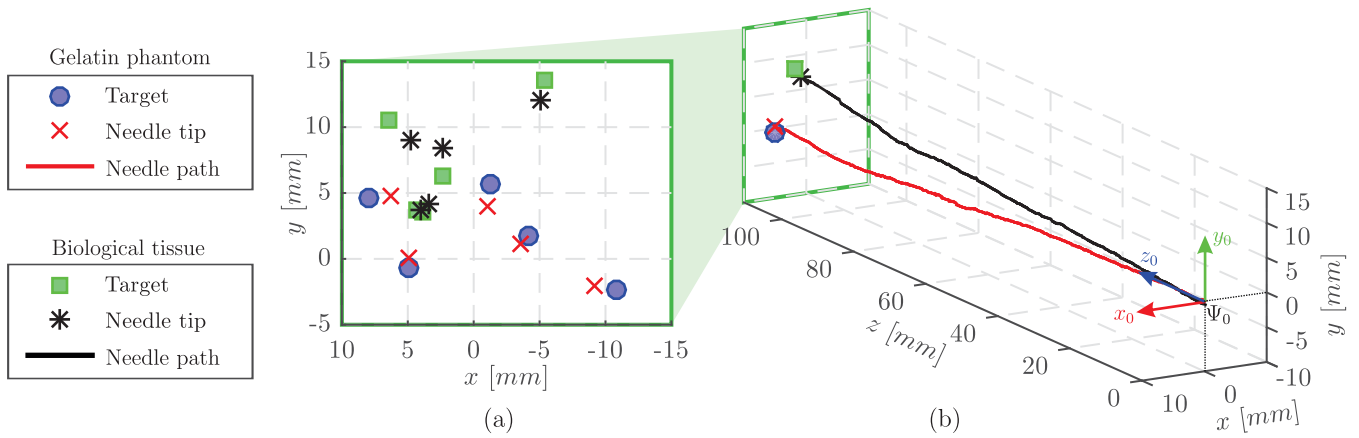 Gelatin phantom
Target
Needle tip
Needle path
Biological tissue
Target
Needle tip
Needle path
15
10
5
0
-5
y [mm]
10 5 0 -5 -10 -15
x [mm]
(a)
100
80
60
40
20
0
z [mm]
10
0
-10
x [mm]
15
10
5
0
-5
y [mm]
y₀
z₀
x₀
Ψ₀
(b)